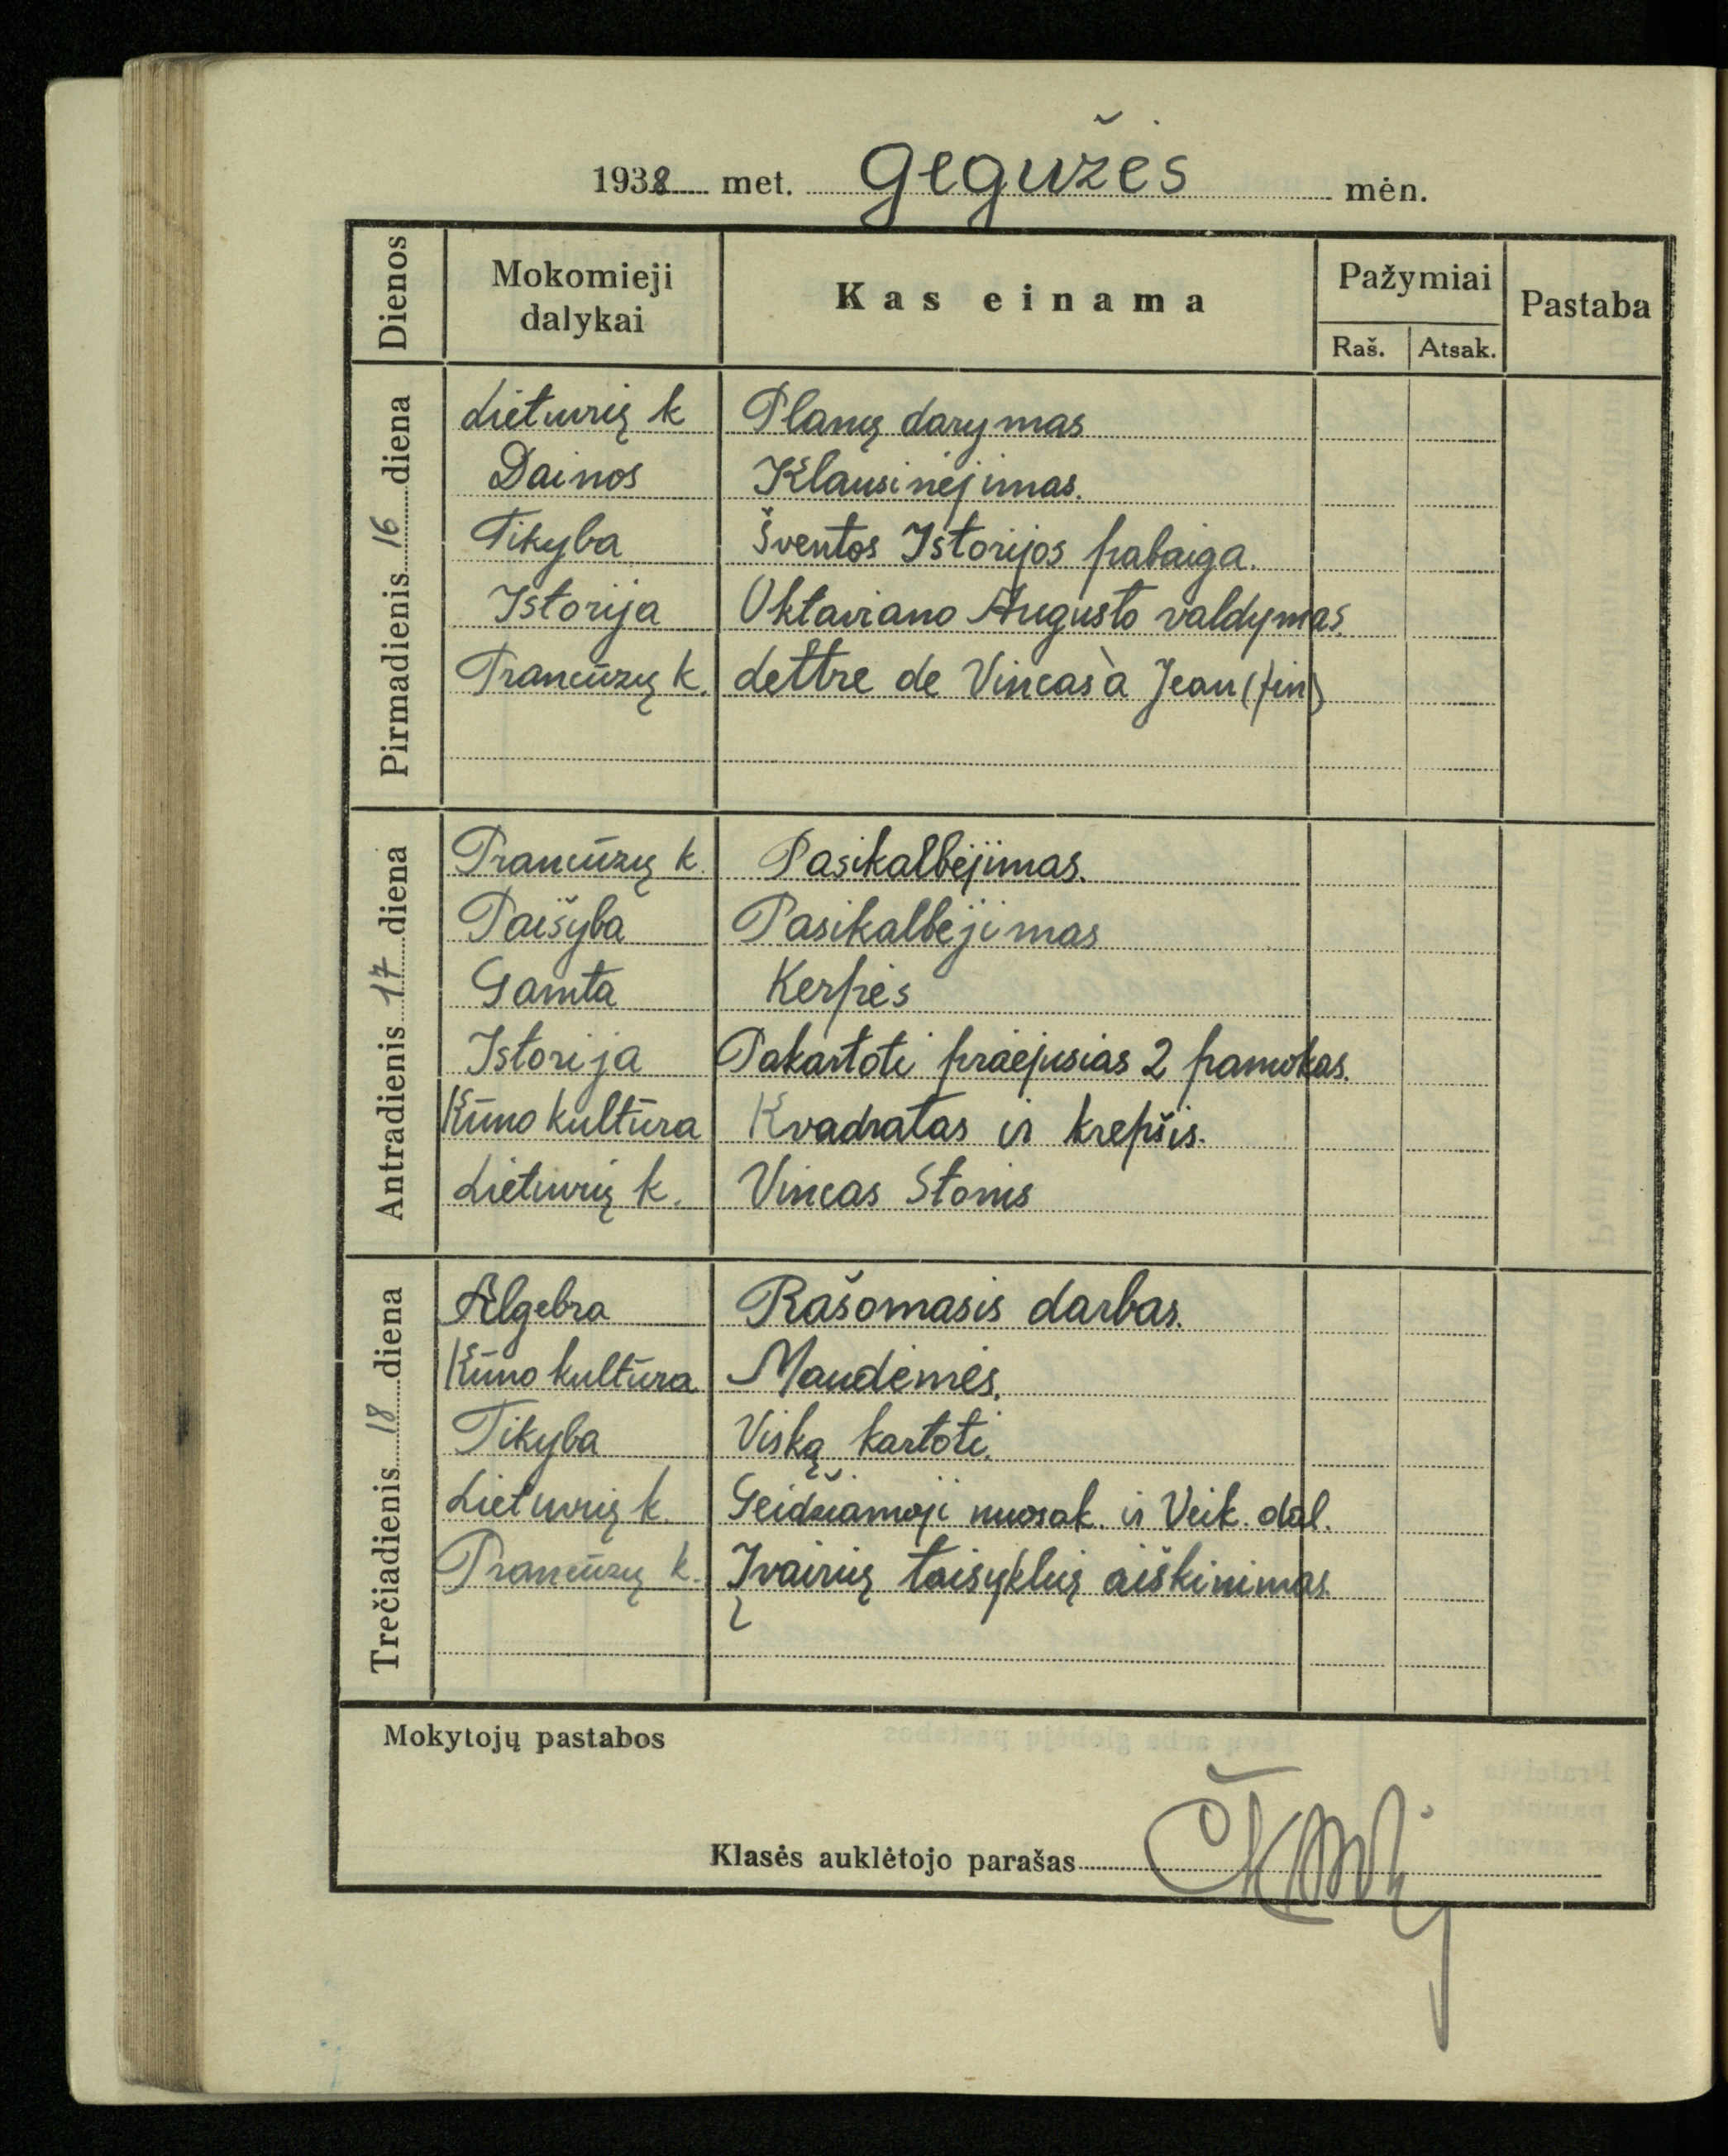 1938 met. Gegužės mėn.
Dienos Mokomieji dalykai Kas einama Pažymiai Pastaba
Raš. Atsak.
Pirmadienis 16 diena
Lietuvių k Planų darymas
Dainos Klausinėjimas.
Tikyba Šventos Istorijos pabaiga.
Istorija Oktaviano Augusto valdymas.
Prancūzų k. Lettre de Vincas à Jean (fin)
Antradienis 17 diena
Prancūzų k. Pasikalbėjimas.
Paišyba Pasikalbėjimas
Gamta Kerpės
Istorija Pakartoti praėjusias 2 pamokas.
Kūno kultūra Kvadratas ir krepšis.
Lietuvių k. Vincas Stonis
Trečiadienis 18 diena
Algebra Rašomasis darbas.
Kūno kultūra Maudėmės.
Tikyba Viską kartoti.
Lietuvių k. Geidžiamoji nuosak. ir Veik. dal.
Prancūzų k. Įvairių taisyklių aiškinimas.
Mokytojų pastabos
Klasės auklėtojo parašas